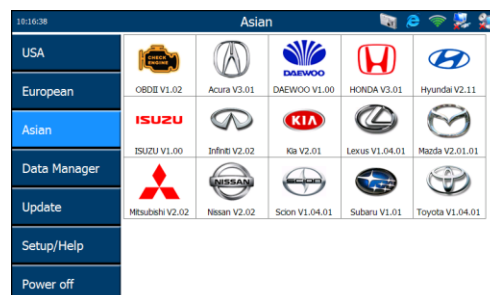 10:16:38
Asian
USA
European
Asian
Data Manager
Update
Setup/Help
Power off
CHECK
ENGINE
DAEWOO
OBDII V1.02
Acura V3.01
DAEWOO V1.00
HONDA V3.01
Hyundai V2.11
ISUZU
KIA
ISUZU V1.00
Infiniti V2.02
Kia V2.01
Lexus V1.04.01
Mazda V2.01.01
NISSAN
SCION
Mitsubishi V2.02
Nissan V2.02
Scion V1.04.01
Subaru V1.01
Toyota V1.04.01